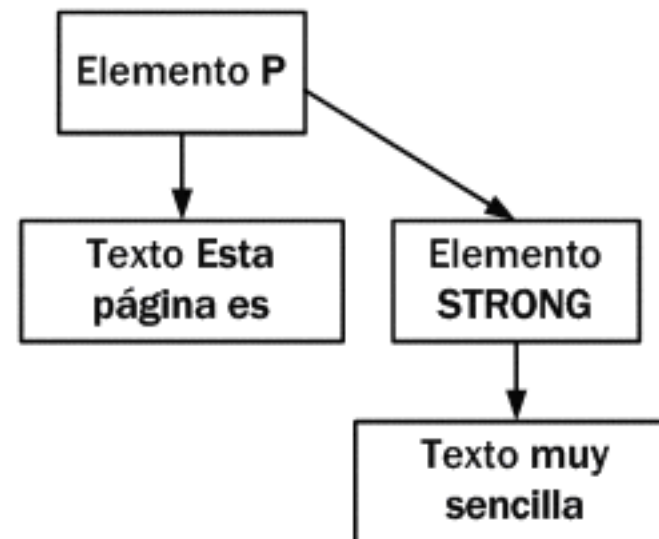 Elemento P
Texto Esta
página es
Elemento
STRONG
Texto muy
sencilla